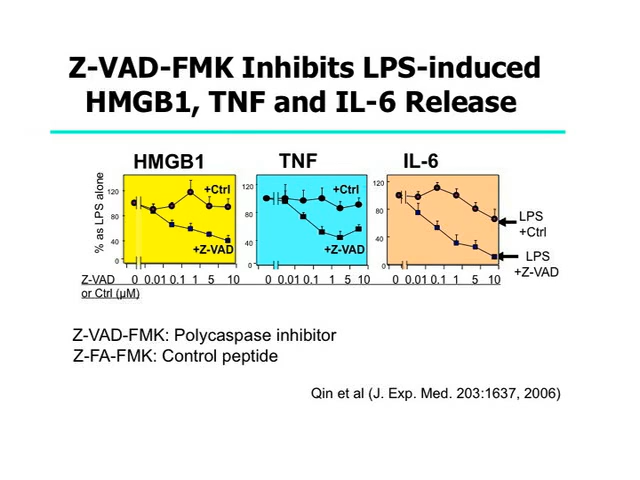 Z-VAD-FMK Inhibits LPS-induced
HMGB1, TNF and IL-6 Release
HMGB1
TNF
IL-6
% as LPS alone
120
80
40
0
+Ctrl
+Z-VAD
120
80
40
0
+Ctrl
+Z-VAD
120
80
40
0
LPS
+Ctrl
LPS
+Z-VAD
Z-VAD
or Ctrl (µM)
0 0.01 0.1 1 5 10
0 0.01 0.1 1 5 10
0 0.01 0.1 1 5 10
Z-VAD-FMK: Polycaspase inhibitor
Z-FA-FMK: Control peptide
Qin et al (J. Exp. Med. 203:1637, 2006)